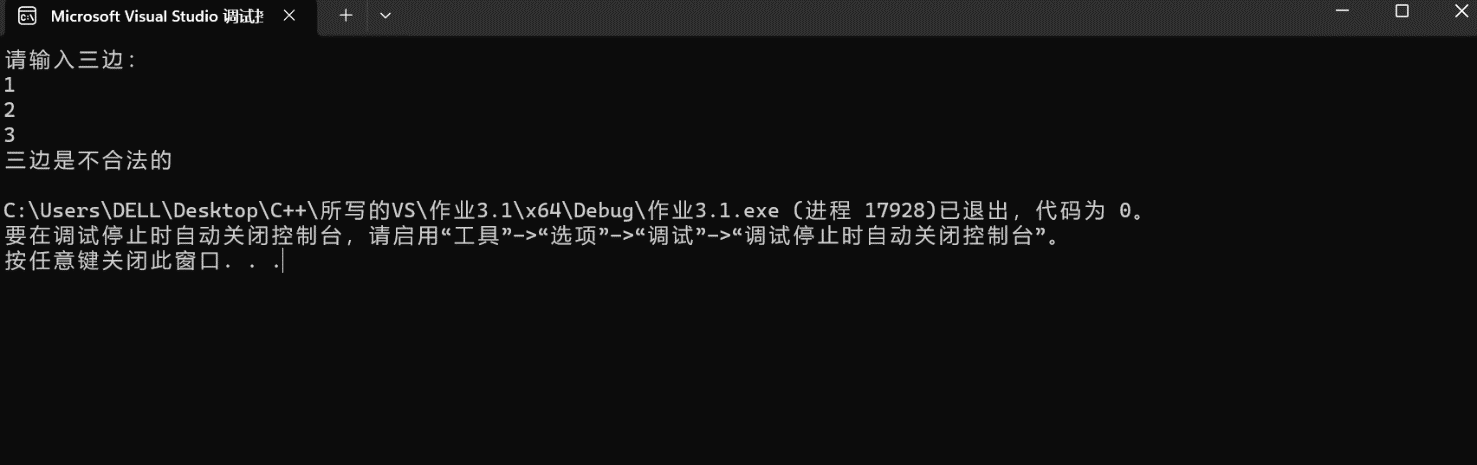 Microsoft Visual Studio 调试控
请输入三边：
1
2
3
三边是不合法的
C:\Users\DELL\Desktop\C++\所写的VS\作业3.1\x64\Debug\作业3.1.exe (进程 17928)已退出，代码为 0。
要在调试停止时自动关闭控制台，请启用“工具”->“选项”->“调试”->“调试停止时自动关闭控制台”。
按任意键关闭此窗口. . .